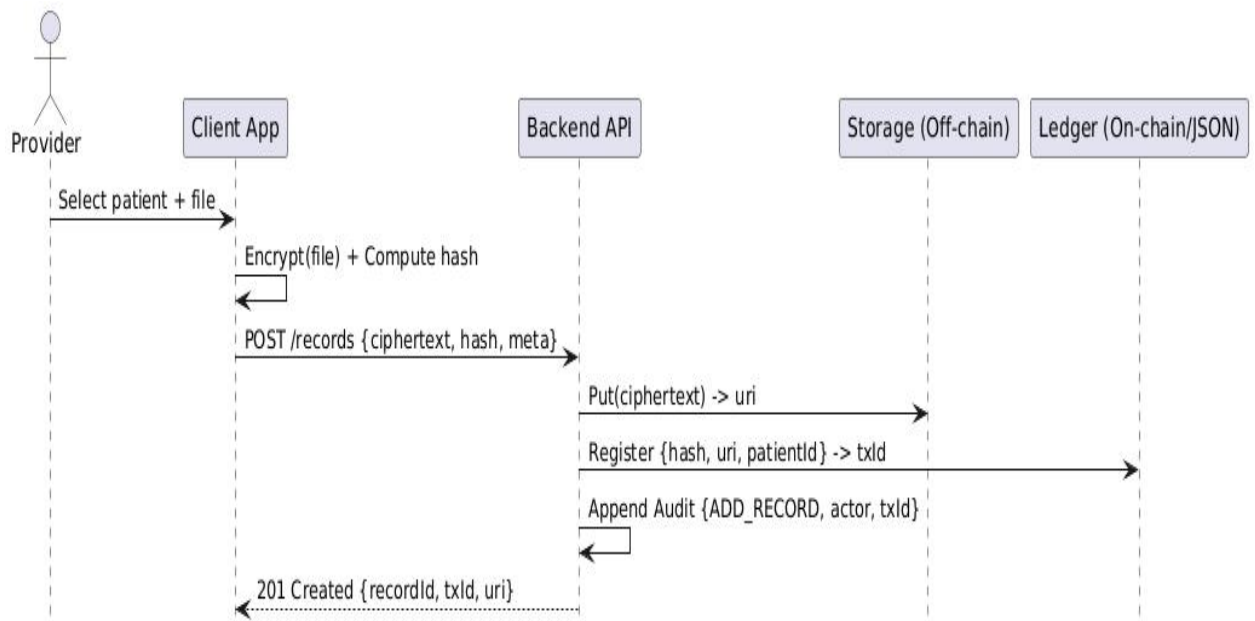 Provider
Client App
Backend API
Storage (Off-chain)
Ledger (On-chain/JSON)
Select patient + file
Encrypt(file) + Compute hash
POST /records {ciphertext, hash, meta}
Put(ciphertext) -> uri
Register {hash, uri, patientId} -> txId
Append Audit {ADD_RECORD, actor, txId}
201 Created {recordId, txId, uri}